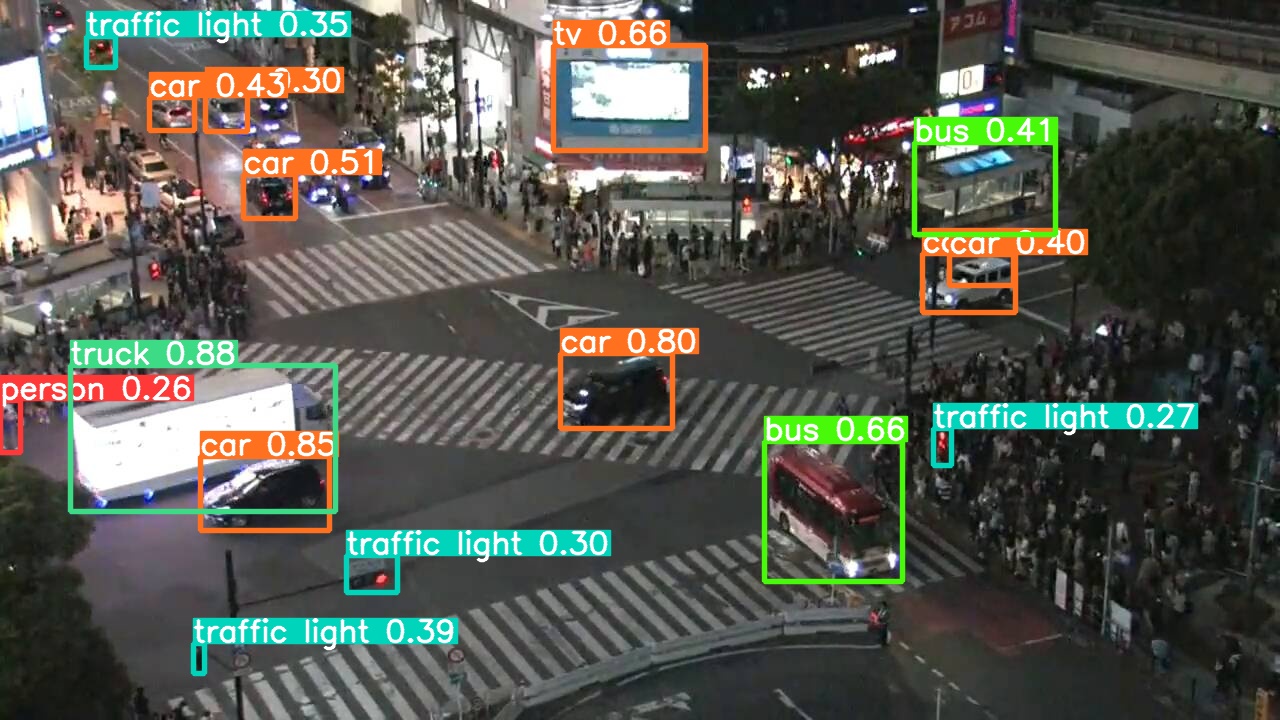 traffic light 0.35
tv 0.66
アコム
car 0.43
0.30
bus 0.41
car 0.51
car 0.40
truck 0.88
car 0.80
person 0.26
traffic light 0.27
bus 0.66
car 0.85
traffic light 0.30
traffic light 0.39